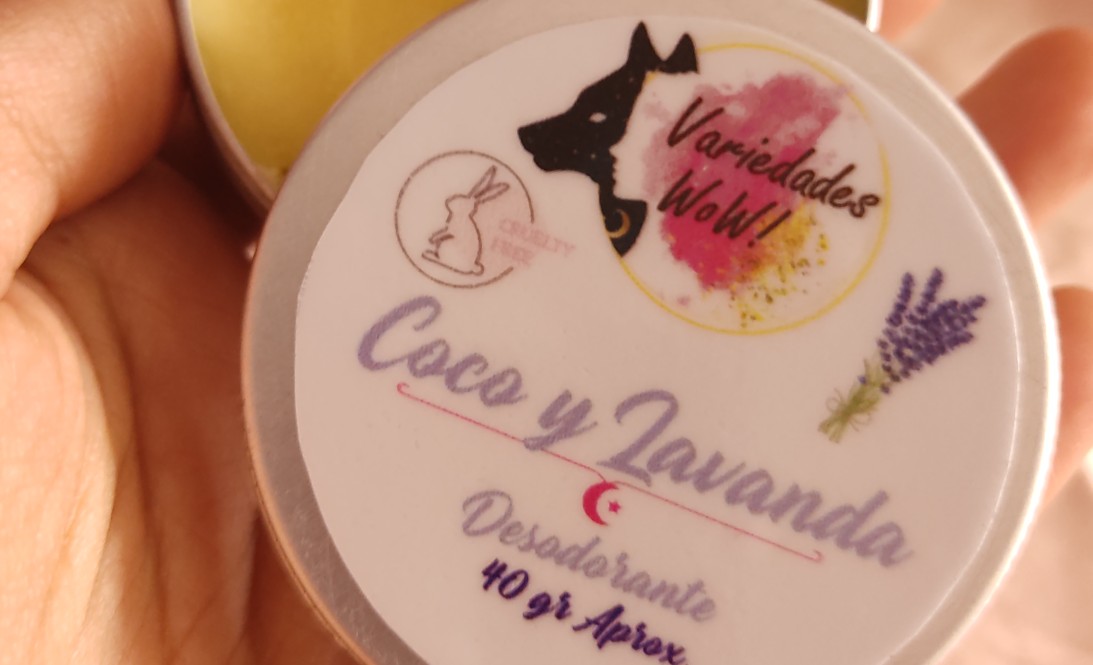 Variedades
WoW!
CRUELTY
FREE
Coco y Lavanda
Desodorante
40 gr Aprox